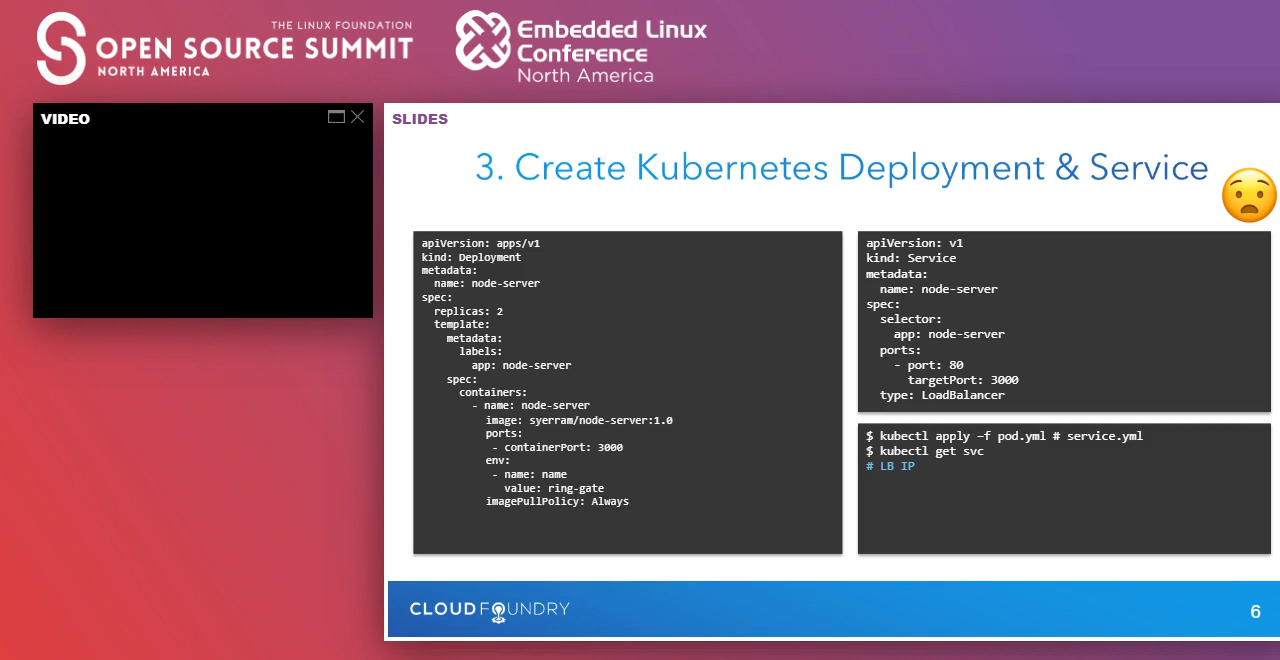 THE LINUX FOUNDATION
OPEN SOURCE SUMMIT
NORTH AMERICA
Embedded Linux
Conference
North America
VIDEO
SLIDES
3. Create Kubernetes Deployment & Service
apiVersion: apps/v1
kind: Deployment
metadata:
  name: node-server
spec:
  replicas: 2
  template:
    metadata:
      labels:
        app: node-server
    spec:
      containers:
        - name: node-server
          image: syerram/node-server:1.0
          ports:
           - containerPort: 3000
          env:
           - name: name
             value: ring-gate
          imagePullPolicy: Always
apiVersion: v1
kind: Service
metadata:
  name: node-server
spec:
  selector:
    app: node-server
  ports:
    - port: 80
      targetPort: 3000
  type: LoadBalancer
$ kubectl apply –f pod.yml # service.yml
$ kubectl get svc
# LB IP
CLOUD FOUNDRY
6